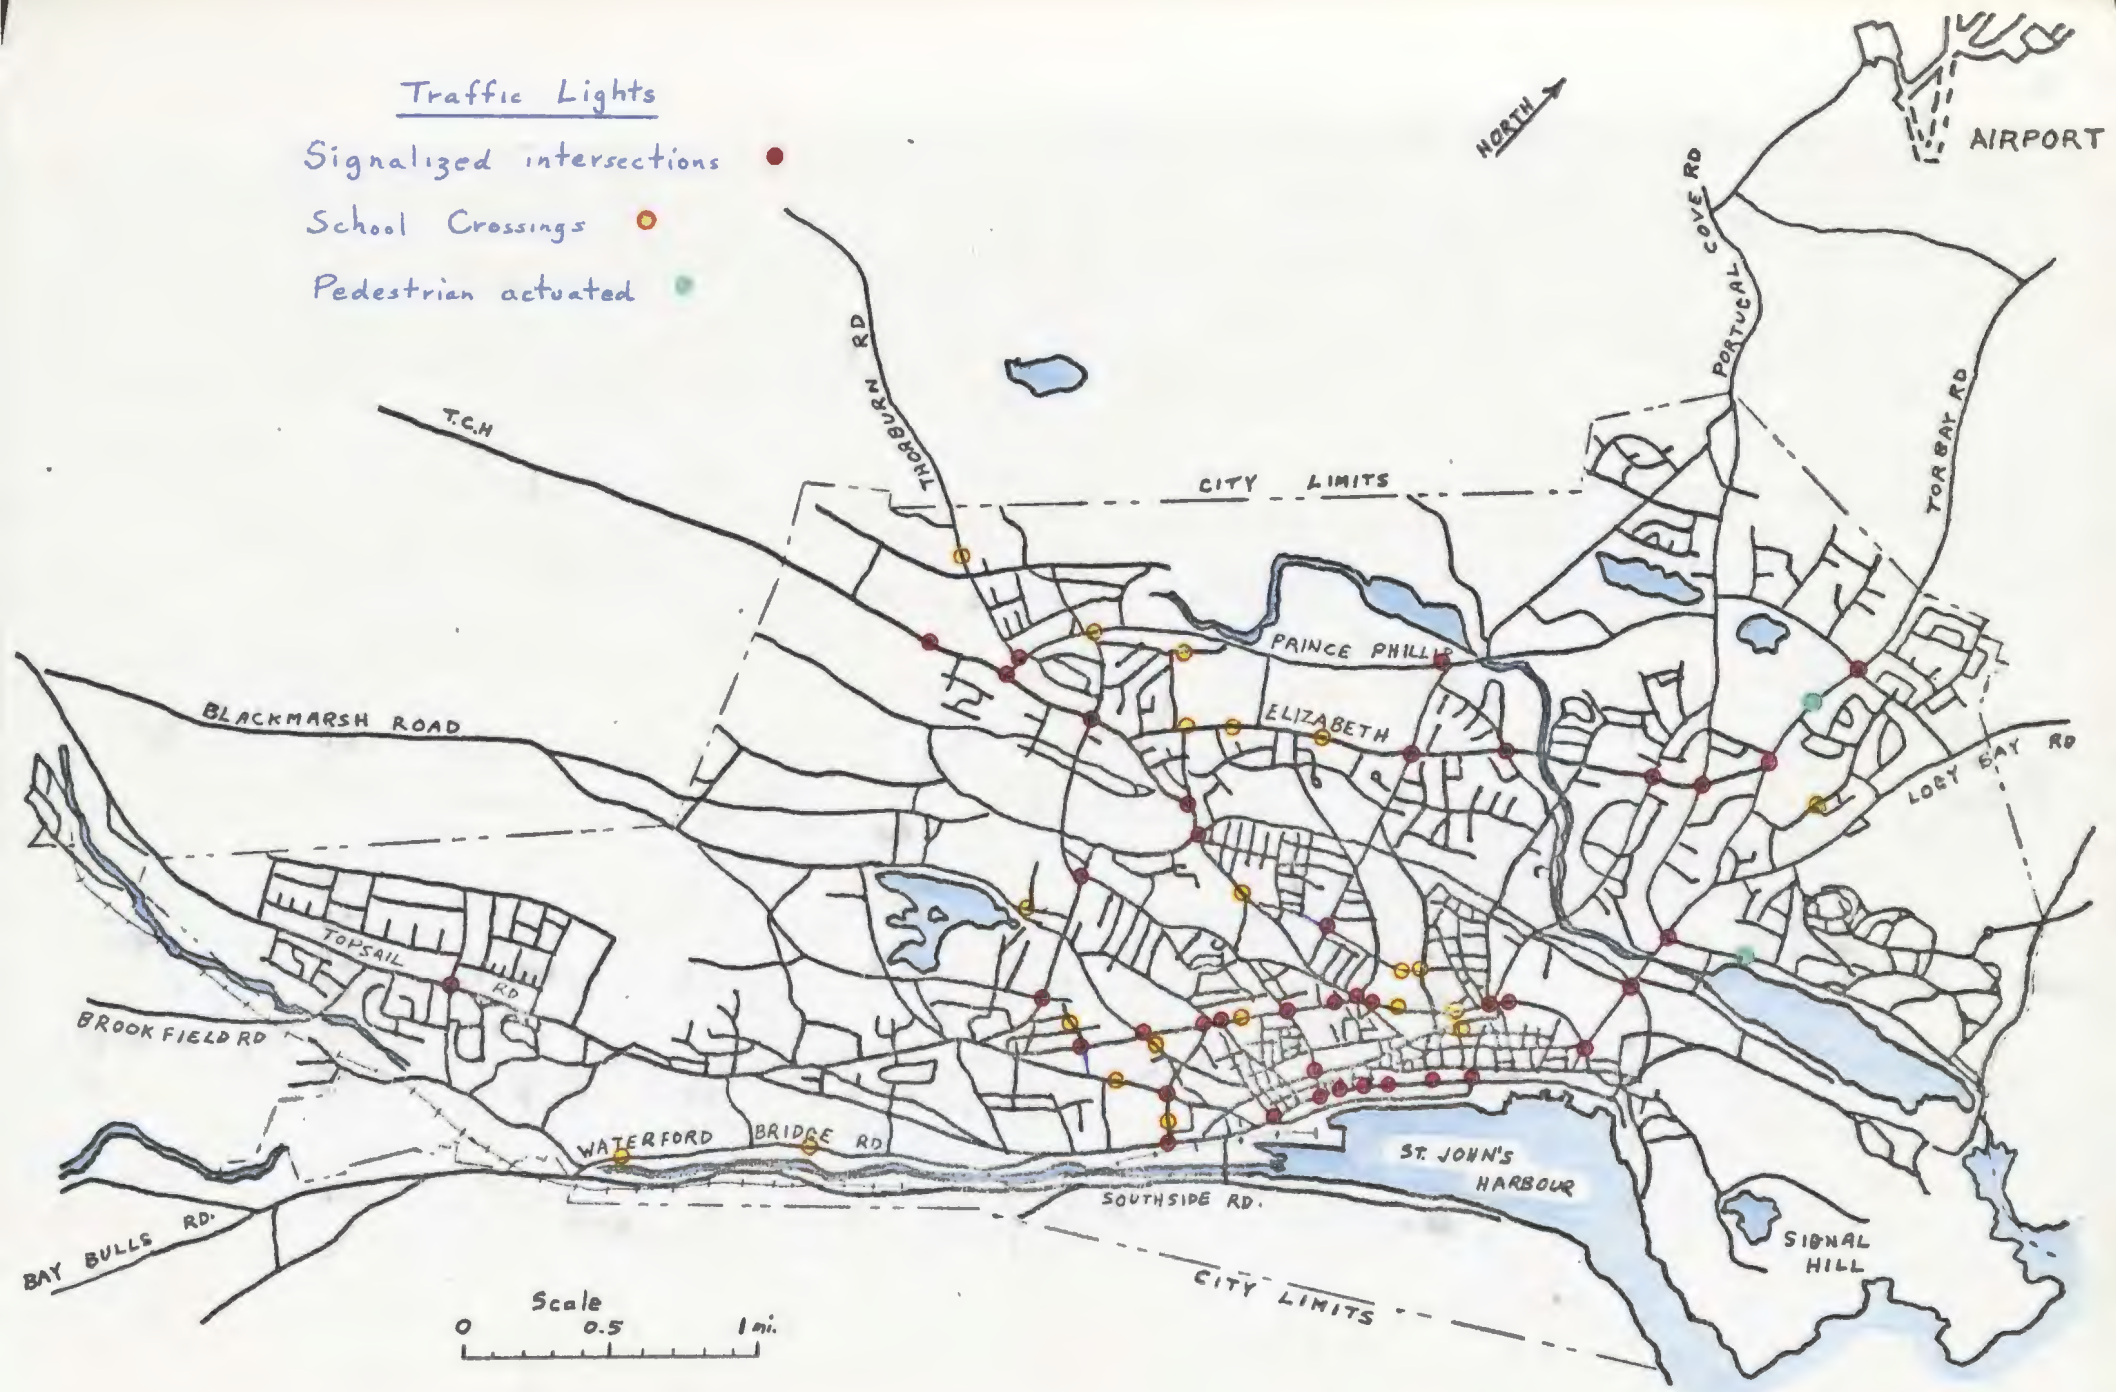 Traffic Lights
Signalized intersections
School Crossings
Pedestrian actuated
NORTH
AIRPORT
PORTUGAL COVE RD
TORBAY RD
THORBURN RD
T.C.H
CITY LIMITS
PRINCE PHILLIP
ELIZABETH
BLACKMARSH ROAD
LOGY BAY RD
TOPSAIL RD
BROOKFIELD RD
WATERFORD BRIDGE RD
ST. JOHN'S
HARBOUR
SOUTHSIDE RD.
BAY BULLS RD.
SIGNAL
HILL
CITY LIMITS
Scale
0 0.5 1 mi.